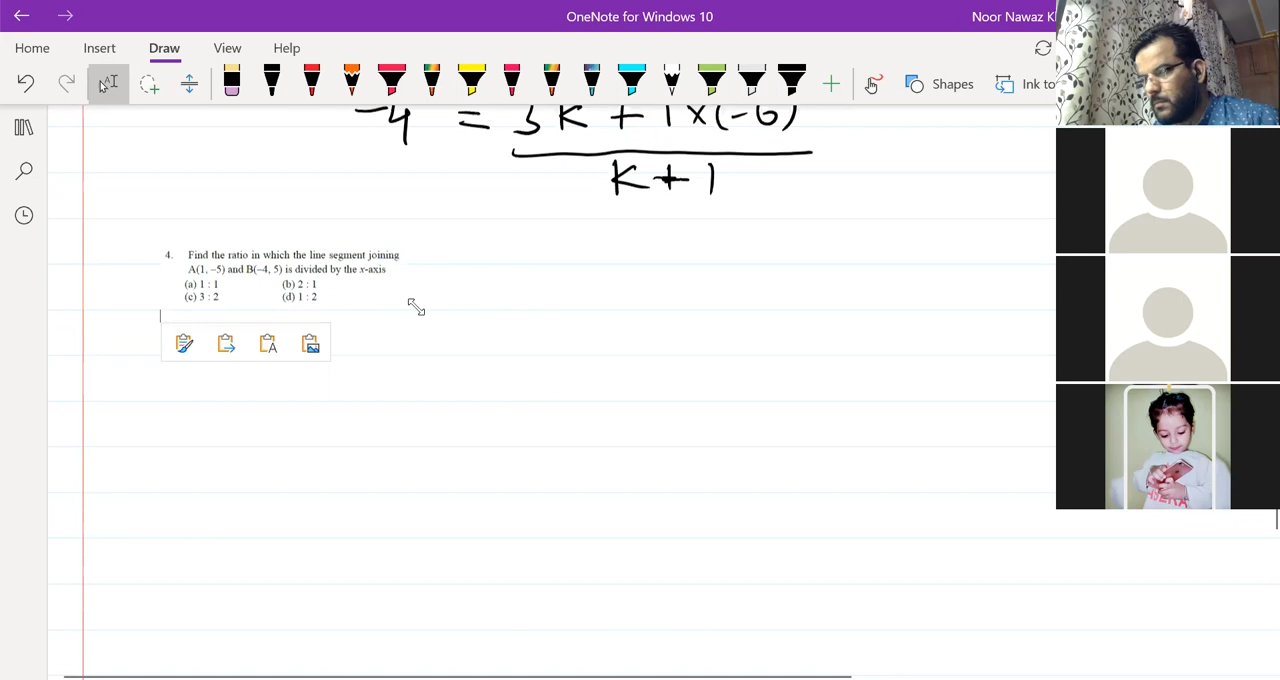 OneNote for Windows 10
Noor Nawaz K
Home Insert Draw View Help
Shapes
Ink to
-4 = 3K + 1 x (-6)
K + 1
4. Find the ratio in which the line segment joining
A(1, –5) and B(–4, 5) is divided by the x-axis
(a) 1 : 1 (b) 2 : 1
(c) 3 : 2 (d) 1 : 2